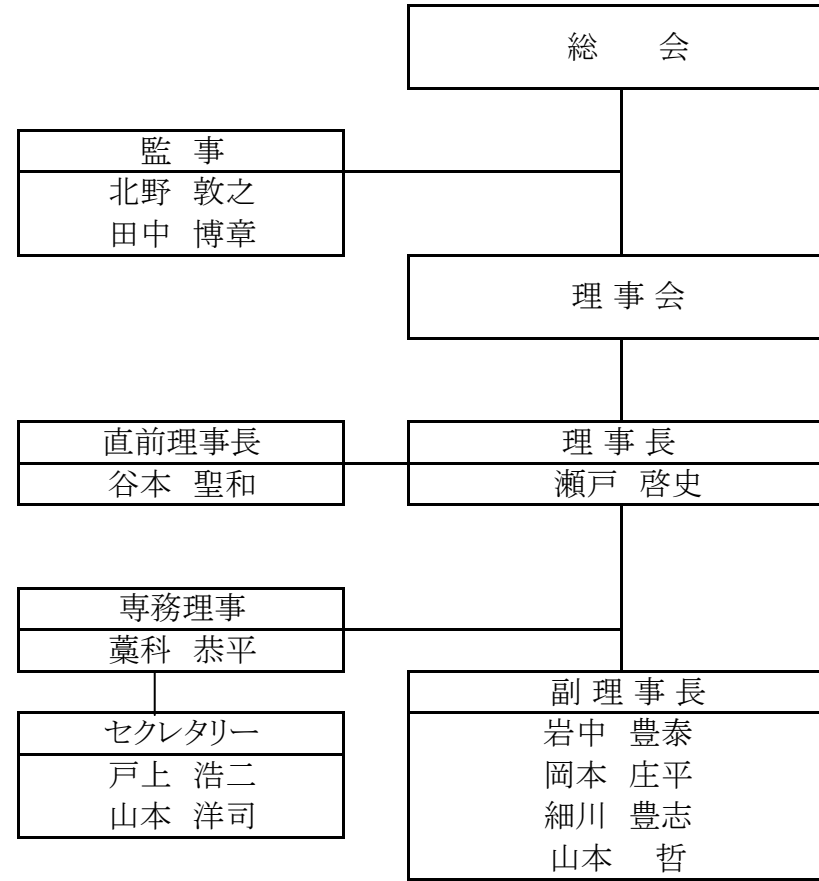 総　会
監　事
北野　敦之
田中　博章
理 事 会
直前理事長
谷本　聖和
理 事 長
瀬戸　啓史
専務理事
藁科　恭平
セクレタリー
戸上　浩二
山本　洋司
副 理 事 長
岩中　豊泰
岡本　庄平
細川　豊志
山本　哲